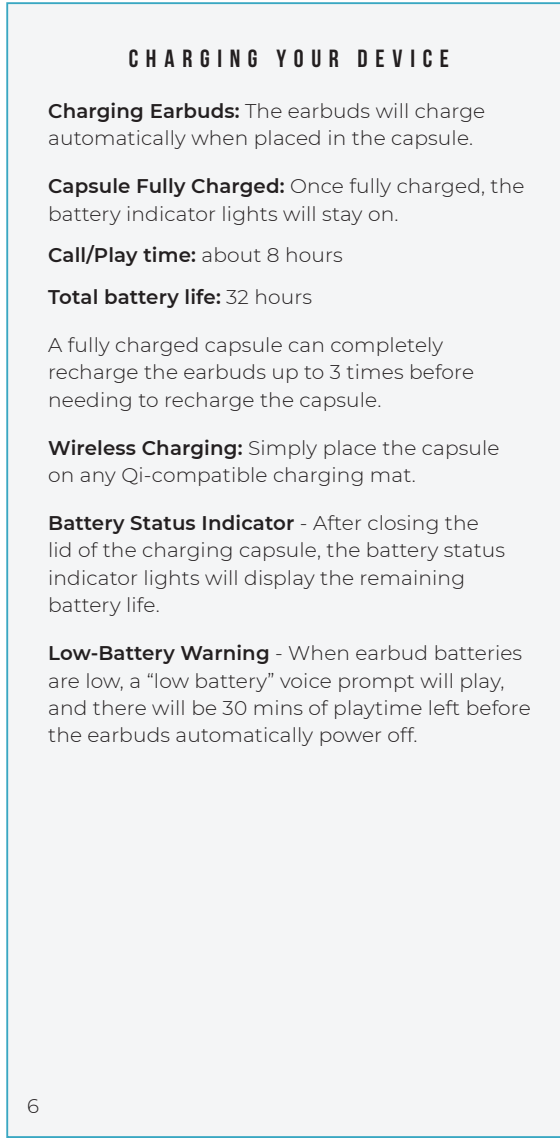 CHARGING YOUR DEVICE
Charging Earbuds: The earbuds will charge
automatically when placed in the capsule.
Capsule Fully Charged: Once fully charged, the
battery indicator lights will stay on.
Call/Play time: about 8 hours
Total battery life: 32 hours
A fully charged capsule can completely
recharge the earbuds up to 3 times before
needing to recharge the capsule.
Wireless Charging: Simply place the capsule
on any Qi-compatible charging mat.
Battery Status Indicator - After closing the
lid of the charging capsule, the battery status
indicator lights will display the remaining
battery life.
Low-Battery Warning - When earbud batteries
are low, a “low battery” voice prompt will play,
and there will be 30 mins of playtime left before
the earbuds automatically power off.
6